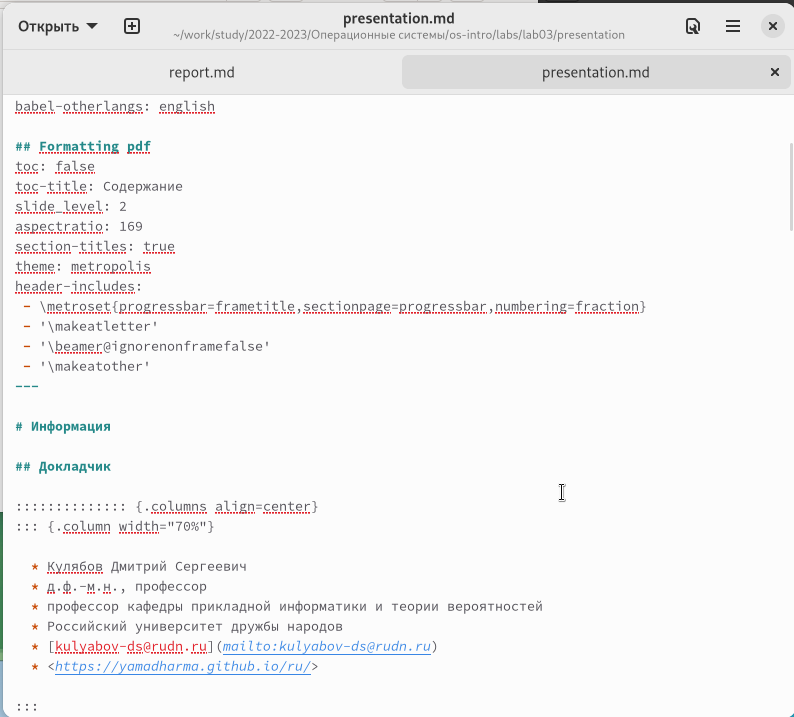 Открыть
presentation.md
~/work/study/2022-2023/Операционные системы/os-intro/labs/lab03/presentation
report.md
presentation.md
babel-otherlangs: english
## Formatting pdf
toc: false
toc-title: Содержание
slide_level: 2
aspectratio: 169
section-titles: true
theme: metropolis
header-includes:
 - \metroset{progressbar=frametitle,sectionpage=progressbar,numbering=fraction}
 - '\makeatletter'
 - '\beamer@ignorenonframefalse'
 - '\makeatother'
---
# Информация
## Докладчик
:::::::::::::: {.columns align=center}
::: {.column width="70%"}
  * Кулябов Дмитрий Сергеевич
  * д.ф.-м.н., профессор
  * профессор кафедры прикладной информатики и теории вероятностей
  * Российский университет дружбы народов
  * [kulyabov-ds@rudn.ru](mailto:kulyabov-ds@rudn.ru)
  * <https://yamadharma.github.io/ru/>
:::